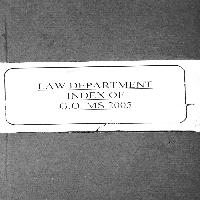 LAW DEPARTMENT
INDEX OF
G.O. MS 2005